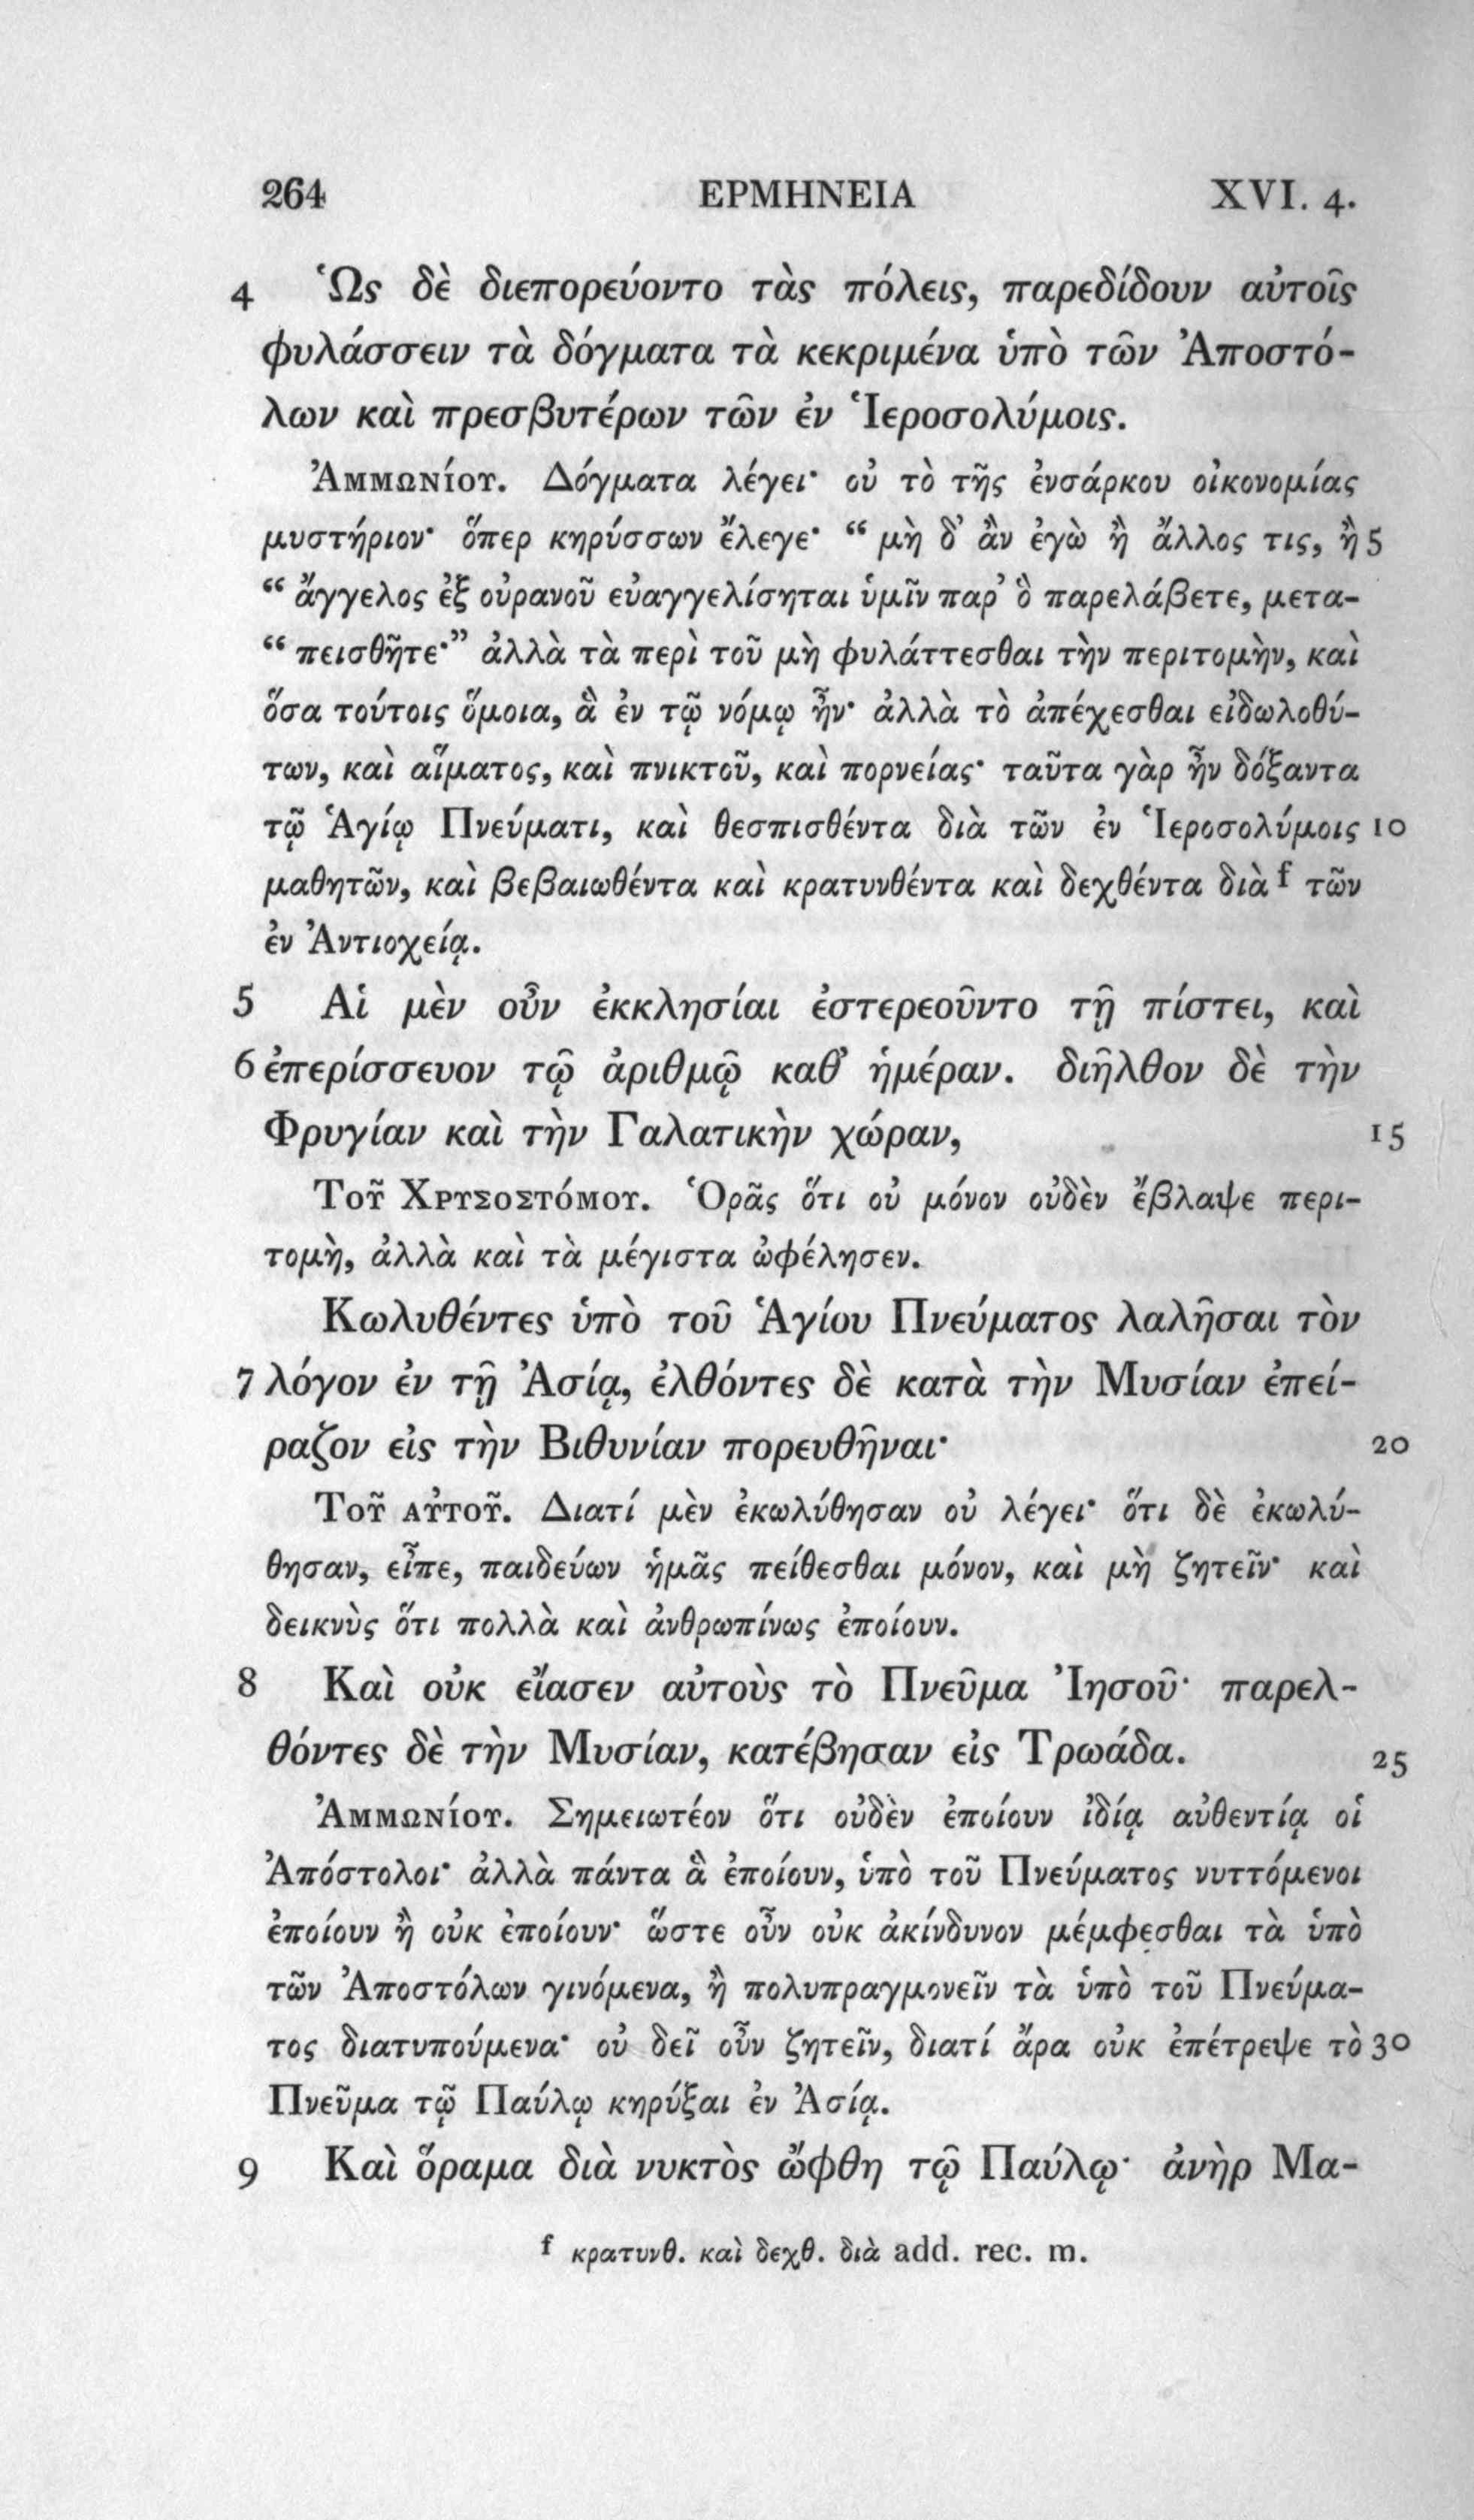 264 ΕΡΜΗΝΕΙΑ XVI. 4.
4 Ὡς δὲ διεπορεύοντο τὰς πόλεις, παρεδίδουν αὐτοῖς
φυλάσσειν τὰ δόγματα τὰ κεκριμένα ὑπὸ τῶν Ἀποστό-
λων καὶ πρεσβυτέρων τῶν ἐν Ἱεροσολύμοις.
Ἀμμωνίου. Δόγματα λέγει· οὐ τὸ τῆς ἐνσάρκου οἰκονομίας
μυστήριον· ὅπερ κηρύσσων ἔλεγε· “ μὴ δ᾽ ἂν ἐγὼ ἢ ἄλλος τις, ἢ 5
“ ἄγγελος ἐξ οὐρανοῦ εὐαγγελίσηται ὑμῖν παρ᾽ ὃ παρελάβετε, μετα-
“ πεισθῆτε·” ἀλλὰ τὰ περὶ τοῦ μὴ φυλάττεσθαι τὴν περιτομὴν, καὶ
ὅσα τούτοις ὅμοια, ἃ ἐν τῷ νόμῳ ἦν· ἀλλὰ τὸ ἀπέχεσθαι εἰδωλοθύ-
των, καὶ αἵματος, καὶ πνικτοῦ, καὶ πορνείας· ταῦτα γὰρ ἦν δόξαντα
τῷ Ἁγίῳ Πνεύματι, καὶ θεσπισθέντα διὰ τῶν ἐν Ἱεροσολύμοις 10
μαθητῶν, καὶ βεβαιωθέντα καὶ κρατυνθέντα καὶ δεχθέντα διὰ f τῶν
ἐν Ἀντιοχείᾳ.
5 Αἱ μὲν οὖν ἐκκλησίαι ἐστερεοῦντο τῇ πίστει, καὶ
6 ἐπερίσσευον τῷ ἀριθμῷ καθ᾽ ἡμέραν. διῆλθον δὲ τὴν
Φρυγίαν καὶ τὴν Γαλατικὴν χώραν, 15
Τοῦ Χρυσοστόμου. Ὁρᾷς ὅτι οὐ μόνον οὐδὲν ἔβλαψε περι-
τομὴ, ἀλλὰ καὶ τὰ μέγιστα ὠφέλησεν.
Κωλυθέντες ὑπὸ τοῦ Ἁγίου Πνεύματος λαλῆσαι τὸν
7 λόγον ἐν τῇ Ἀσίᾳ, ἐλθόντες δὲ κατὰ τὴν Μυσίαν ἐπεί-
ραζον εἰς τὴν Βιθυνίαν πορευθῆναι· 20
Τοῦ αὐτοῦ. Διατί μὲν ἐκωλύθησαν οὐ λέγει· ὅτι δὲ ἐκωλύ-
θησαν, εἶπε, παιδεύων ἡμᾶς πείθεσθαι μόνον, καὶ μὴ ζητεῖν· καὶ
δεικνὺς ὅτι πολλὰ καὶ ἀνθρωπίνως ἐποίουν.
8 Καὶ οὐκ εἴασεν αὐτοὺς τὸ Πνεῦμα Ἰησοῦ· παρελ-
θόντες δὲ τὴν Μυσίαν, κατέβησαν εἰς Τρωάδα. 25
Ἀμμωνίου. Σημειωτέον ὅτι οὐδὲν ἐποίουν ἰδίᾳ αὐθεντίᾳ οἱ
Ἀπόστολοι· ἀλλὰ πάντα ἃ ἐποίουν, ὑπὸ τοῦ Πνεύματος νυττόμενοι
ἐποίουν ἢ οὐκ ἐποίουν· ὥστε οὖν οὐκ ἀκίνδυνον μέμφεσθαι τὰ ὑπὸ
τῶν Ἀποστόλων γινόμενα, ἢ πολυπραγμονεῖν τὰ ὑπὸ τοῦ Πνεύμα-
τος διατυπούμενα· οὐ δεῖ οὖν ζητεῖν, διατί ἄρα οὐκ ἐπέτρεψε τὸ 30
Πνεῦμα τῷ Παύλῳ κηρύξαι ἐν Ἀσίᾳ.
9 Καὶ ὅραμα διὰ νυκτὸς ὤφθη τῷ Παύλῳ· ἀνὴρ Μα-
f κρατυνθ. καὶ δεχθ. διὰ add. rec. m.